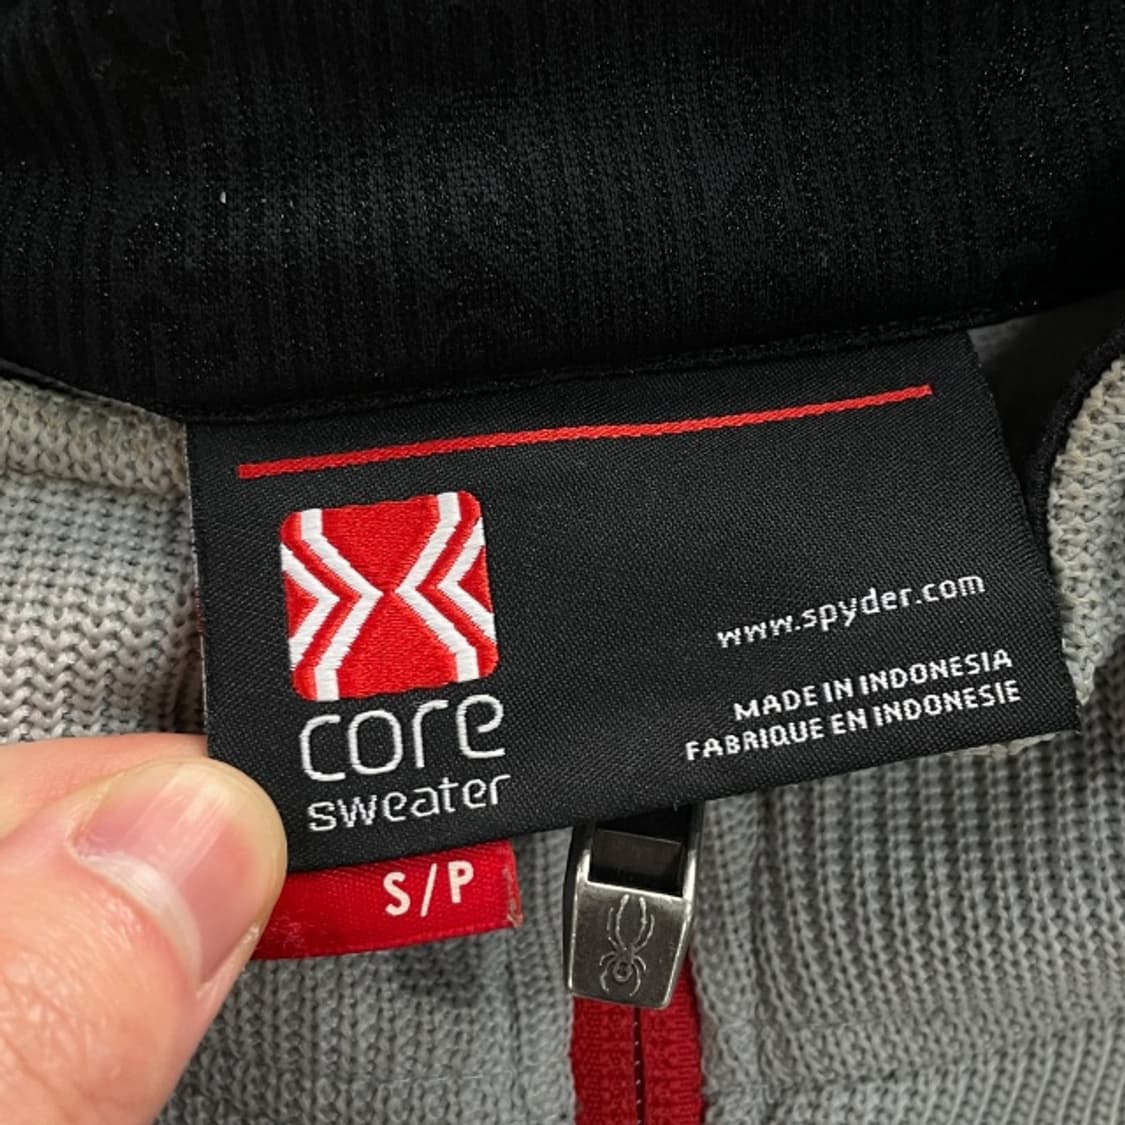 core
sweater
www.spyder.com
MADE IN INDONESIA
FABRIQUE EN INDONESIE
S/P